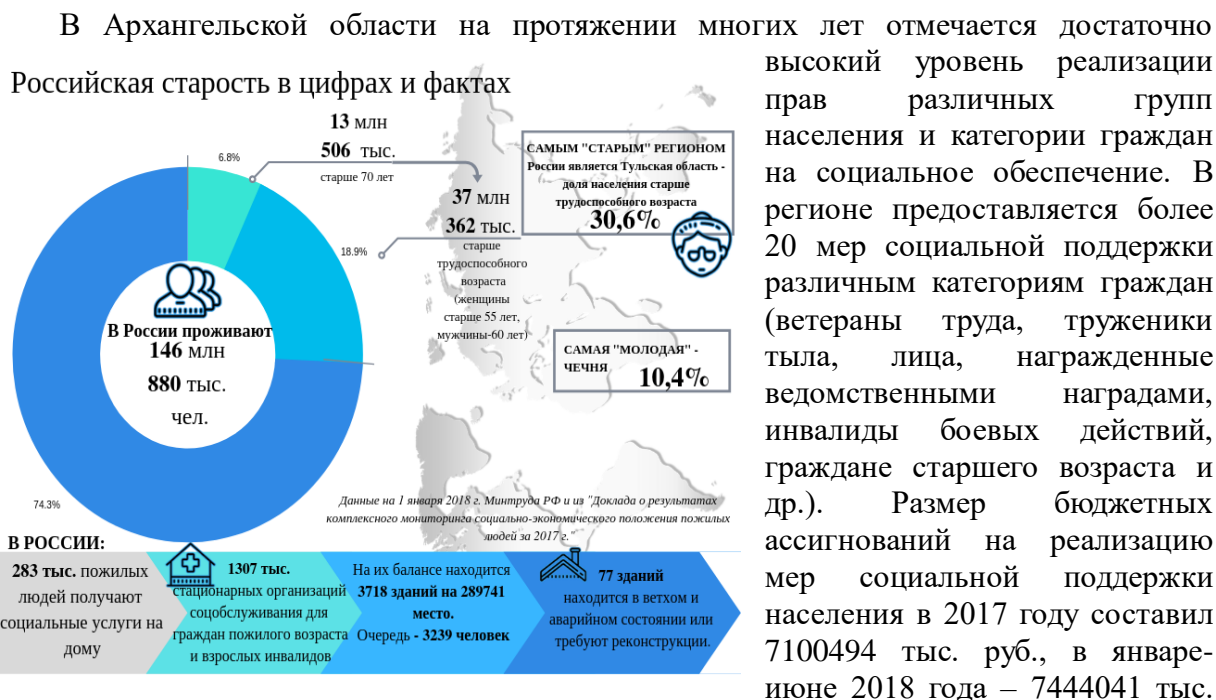 В Архангельской области на протяжении многих лет отмечается достаточно
высокий уровень реализации
прав различных групп
населения и категории граждан
на социальное обеспечение. В
регионе предоставляется более
20 мер социальной поддержки
различным категориям граждан
(ветераны труда, труженики
тыла, лица, награжденные
ведомственными наградами,
инвалиды боевых действий,
граждане старшего возраста и
др.). Размер бюджетных
ассигнований на реализацию
мер социальной поддержки
населения в 2017 году составил
7100494 тыс. руб., в январе-
июне 2018 года – 7444041 тыс.
Российская старость в цифрах и фактах
13 млн
506 тыс.
старше 70 лет
6.8%
37 млн
362 тыс.
старше
трудоспособного
возраста
(женщины
старше 55 лет,
мужчины-60 лет)
18.9%
САМЫМ "СТАРЫМ" РЕГИОНОМ
России является Тульская область -
доля населения старше
трудоспособного возраста
30,6%
САМАЯ "МОЛОДАЯ" -
ЧЕЧНЯ
10,4%
В России проживают
146 млн
880 тыс.
чел.
74.3%
Данные на 1 января 2018 г. Минтруда РФ и из "Доклада о результатах
комплексного мониторинга социально-экономического положения пожилых
людей за 2017 г."
В РОССИИ:
283 тыс. пожилых
людей получают
социальные услуги на
дому
1307 тыс.
стационарных организаций
соцобслуживания для
граждан пожилого возраста
и взрослых инвалидов
На их балансе находится
3718 зданий на 289741
место.
Очередь - 3239 человек
77 зданий
находится в ветхом и
аварийном состоянии или
требуют реконструкции.